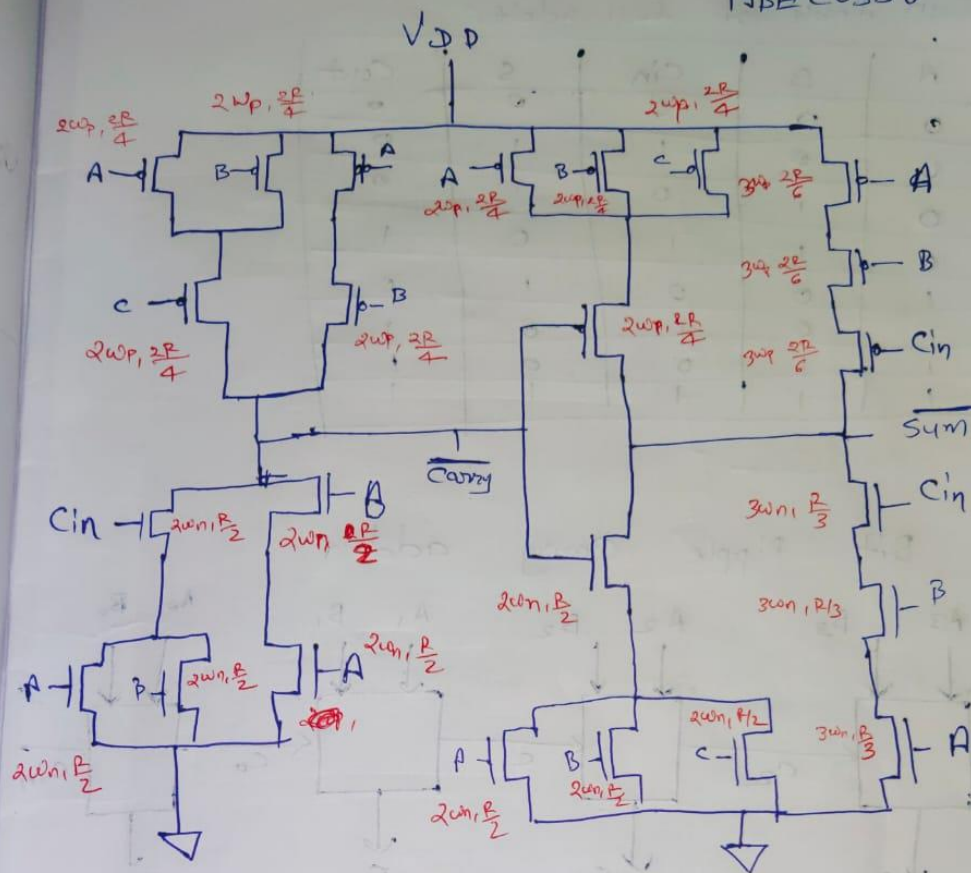 VDD
2wp, 2R/4
2wp, 2R/4
2wp, 2R/4
A
B
A
A
B
C
A
2wp, 2R/4
2wp, 2R/4
3wp 2R/6
B
3wp 2R/6
C
B
2wp, 2R/4
Cin
2wp, 2R/4
2wp, 2R/4
3wp 2R/6
Sum
Carry
B
Cin
Cin
2wn, R/2
2wn R/2
3wn, R/3
2wn, R/2
3wn, R/3
B
2wn, R/2
A
A
B
2wn, R/2
2wn, R/2
3wn, R/3
A
2wn, R/2
A
B
C
2wn, R/2
2wn, R/2